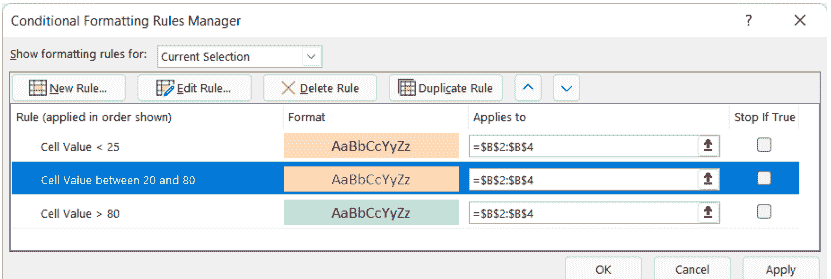 Conditional Formatting Rules Manager ? ×
Show formatting rules for: Current Selection
New Rule... Edit Rule... Delete Rule Duplicate Rule
Rule (applied in order shown) Format Applies to Stop If True
Cell Value < 25 AaBbCcYyZz =$B$2:$B$4
Cell Value between 20 and 80 AaBbCcYyZz =$B$2:$B$4
Cell Value > 80 AaBbCcYyZz =$B$2:$B$4
OK Cancel Apply